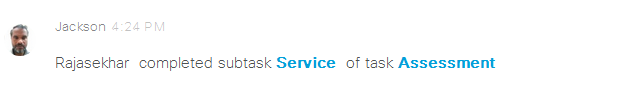 Jackson 4:24 PM
Rajasekhar completed subtask Service of task Assessment